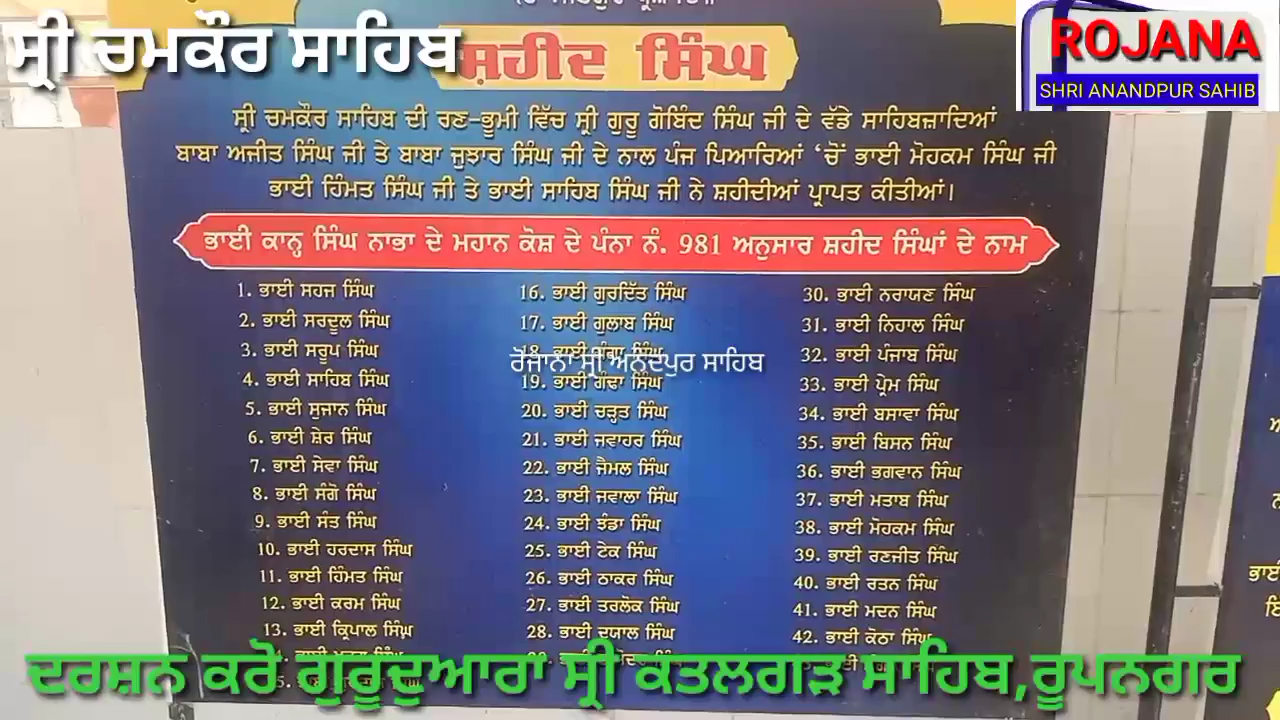 ਸ੍ਰੀ ਚਮਕੌਰ ਸਾਹਿਬ
ROJANA
SHRI ANANDPUR SAHIB
ਸ਼ਹੀਦ ਸਿੰਘ
ਸ੍ਰੀ ਚਮਕੌਰ ਸਾਹਿਬ ਦੀ ਰਣ-ਭੂਮੀ ਵਿੱਚ ਸ੍ਰੀ ਗੁਰੂ ਗੋਬਿੰਦ ਸਿੰਘ ਜੀ ਦੇ ਵੱਡੇ ਸਾਹਿਬਜ਼ਾਦਿਆਂ
ਬਾਬਾ ਅਜੀਤ ਸਿੰਘ ਜੀ ਤੇ ਬਾਬਾ ਜੁਝਾਰ ਸਿੰਘ ਜੀ ਦੇ ਨਾਲ ਪੰਜ ਪਿਆਰਿਆਂ ‘ਚੋਂ ਭਾਈ ਮੋਹਕਮ ਸਿੰਘ ਜੀ
ਭਾਈ ਹਿੰਮਤ ਸਿੰਘ ਜੀ ਤੇ ਭਾਈ ਸਾਹਿਬ ਸਿੰਘ ਜੀ ਨੇ ਸ਼ਹੀਦੀਆਂ ਪ੍ਰਾਪਤ ਕੀਤੀਆਂ।
ਭਾਈ ਕਾਨ੍ਹ ਸਿੰਘ ਨਾਭਾ ਦੇ ਮਹਾਨ ਕੋਸ਼ ਦੇ ਪੰਨਾ ਨੰ. 981 ਅਨੁਸਾਰ ਸ਼ਹੀਦ ਸਿੰਘਾਂ ਦੇ ਨਾਮ
1. ਭਾਈ ਸਹਜ ਸਿੰਘ
2. ਭਾਈ ਸਰਦੂਲ ਸਿੰਘ
3. ਭਾਈ ਸਰੂਪ ਸਿੰਘ
4. ਭਾਈ ਸਾਹਿਬ ਸਿੰਘ
5. ਭਾਈ ਸੁਜਾਨ ਸਿੰਘ
6. ਭਾਈ ਸ਼ੇਰ ਸਿੰਘ
7. ਭਾਈ ਸੇਵਾ ਸਿੰਘ
8. ਭਾਈ ਸੰਗੋ ਸਿੰਘ
9. ਭਾਈ ਸੰਤ ਸਿੰਘ
10. ਭਾਈ ਹਰਦਾਸ ਸਿੰਘ
11. ਭਾਈ ਹਿੰਮਤ ਸਿੰਘ
12. ਭਾਈ ਕਰਮ ਸਿੰਘ
13. ਭਾਈ ਕ੍ਰਿਪਾਲ ਸਿੰਘ
16. ਭਾਈ ਗੁਰਦਿੱਤ ਸਿੰਘ
17. ਭਾਈ ਗੁਲਾਬ ਸਿੰਘ
18. ਭਾਈ ਗੰਗਾ ਸਿੰਘ
ਰੋਜਾਨਾ ਸ੍ਰੀ ਅਨੰਦਪੁਰ ਸਾਹਿਬ
19. ਭਾਈ ਗੰਢਾ ਸਿੰਘ
20. ਭਾਈ ਚੜ੍ਹਤ ਸਿੰਘ
21. ਭਾਈ ਜਵਾਹਰ ਸਿੰਘ
22. ਭਾਈ ਜੈਮਲ ਸਿੰਘ
23. ਭਾਈ ਜਵਾਲਾ ਸਿੰਘ
24. ਭਾਈ ਝੰਡਾ ਸਿੰਘ
25. ਭਾਈ ਟੇਕ ਸਿੰਘ
26. ਭਾਈ ਠਾਕਰ ਸਿੰਘ
27. ਭਾਈ ਤਰਲੋਕ ਸਿੰਘ
28. ਭਾਈ ਦਯਾਲ ਸਿੰਘ
30. ਭਾਈ ਨਰਾਯਣ ਸਿੰਘ
31. ਭਾਈ ਨਿਹਾਲ ਸਿੰਘ
32. ਭਾਈ ਪੰਜਾਬ ਸਿੰਘ
33. ਭਾਈ ਪ੍ਰੇਮ ਸਿੰਘ
34. ਭਾਈ ਬਸਾਵਾ ਸਿੰਘ
35. ਭਾਈ ਬਿਸਨ ਸਿੰਘ
36. ਭਾਈ ਭਗਵਾਨ ਸਿੰਘ
37. ਭਾਈ ਮਤਾਬ ਸਿੰਘ
38. ਭਾਈ ਮੋਹਕਮ ਸਿੰਘ
39. ਭਾਈ ਰਣਜੀਤ ਸਿੰਘ
40. ਭਾਈ ਰਤਨ ਸਿੰਘ
41. ਭਾਈ ਮਦਨ ਸਿੰਘ
42. ਭਾਈ ਕੋਠਾ ਸਿੰਘ
ਦਰਸ਼ਨ ਕਰੋ ਗੁਰੂਦੁਆਰਾ ਸ੍ਰੀ ਕਤਲਗੜ ਸਾਹਿਬ,ਰੂਪਨਗਰ